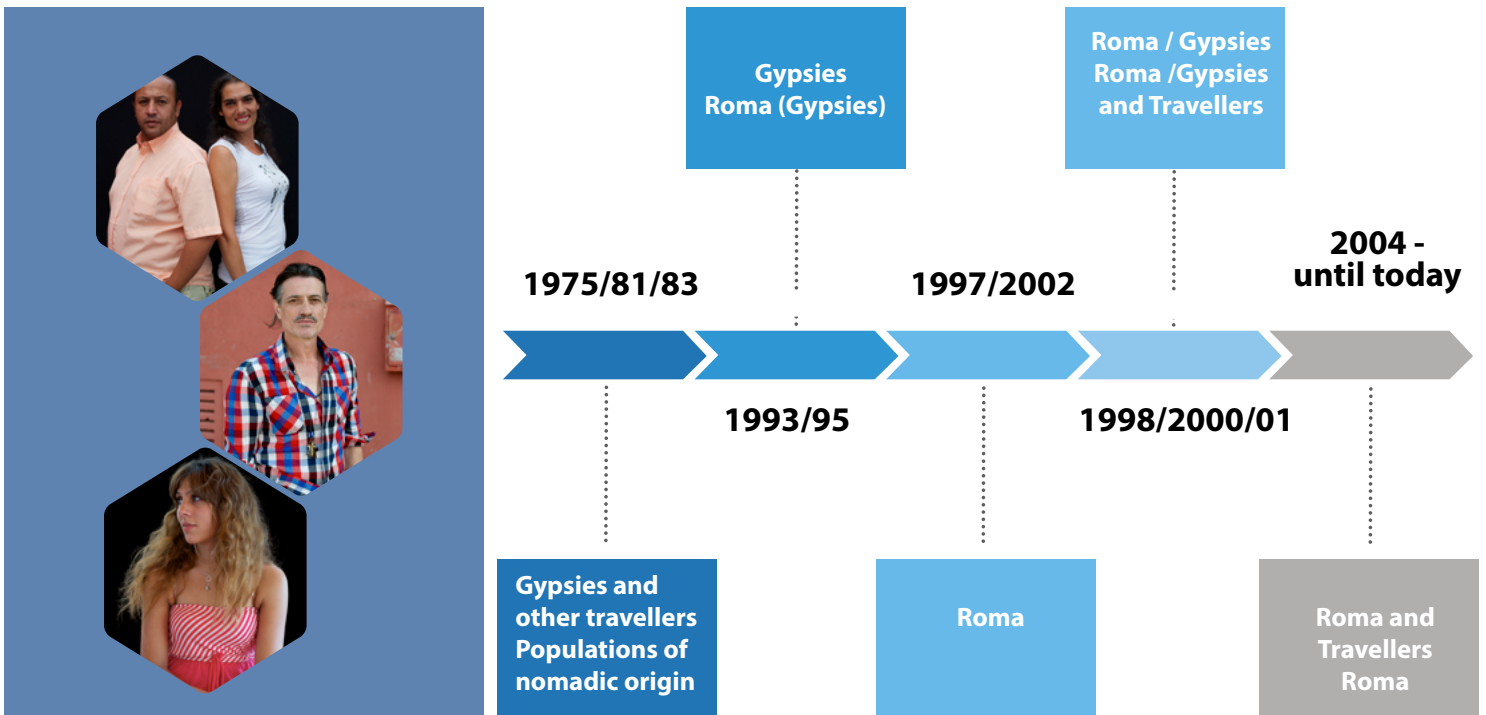 Gypsies
Roma (Gypsies)
Roma / Gypsies
Roma /Gypsies
and Travellers
1975/81/83
1997/2002
2004 -
until today
1993/95
1998/2000/01
Gypsies and
other travellers
Populations of
nomadic origin
Roma
Roma and
Travellers
Roma